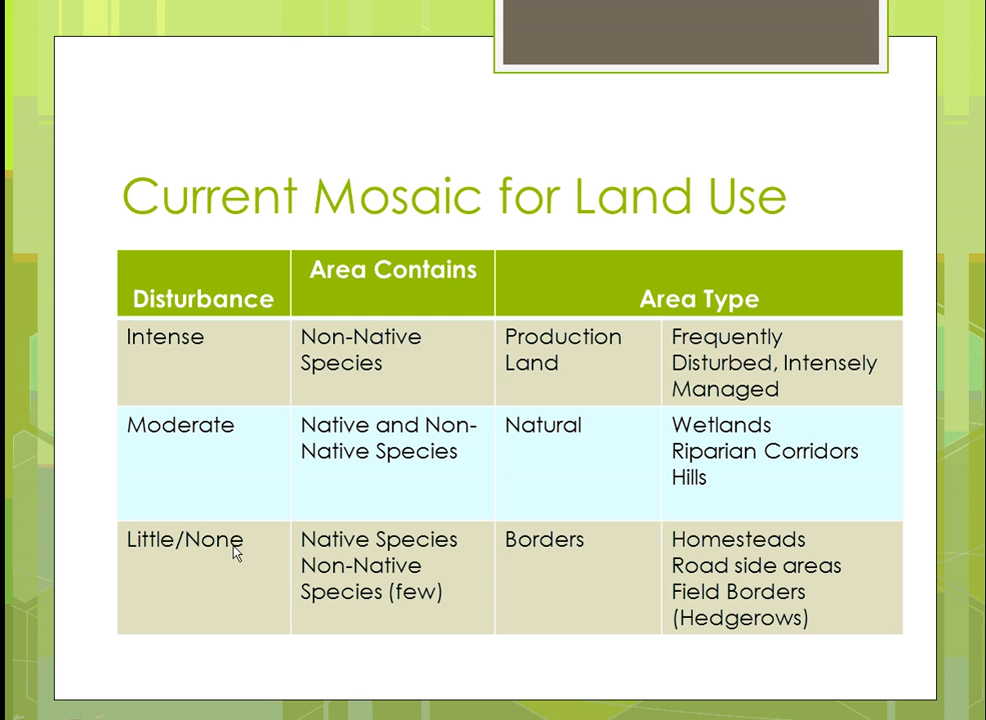 Current Mosaic for Land Use
Disturbance
Area Contains
Area Type
Intense
Non-Native
Species
Production
Land
Frequently
Disturbed, Intensely
Managed
Moderate
Native and Non-
Native Species
Natural
Wetlands
Riparian Corridors
Hills
Little/None
Native Species
Non-Native
Species (few)
Borders
Homesteads
Road side areas
Field Borders
(Hedgerows)